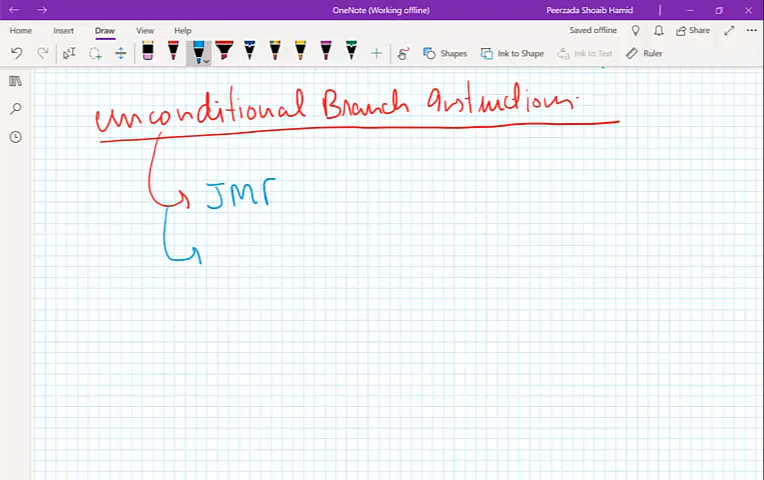 OneNote (Working offline)
Peerzada Shoaib Hamid
Home Insert Draw View Help
Saved offline
Share
Shapes
Ink to Shape
Ink to Text
Ruler
unconditional Branch instructions.
JMP